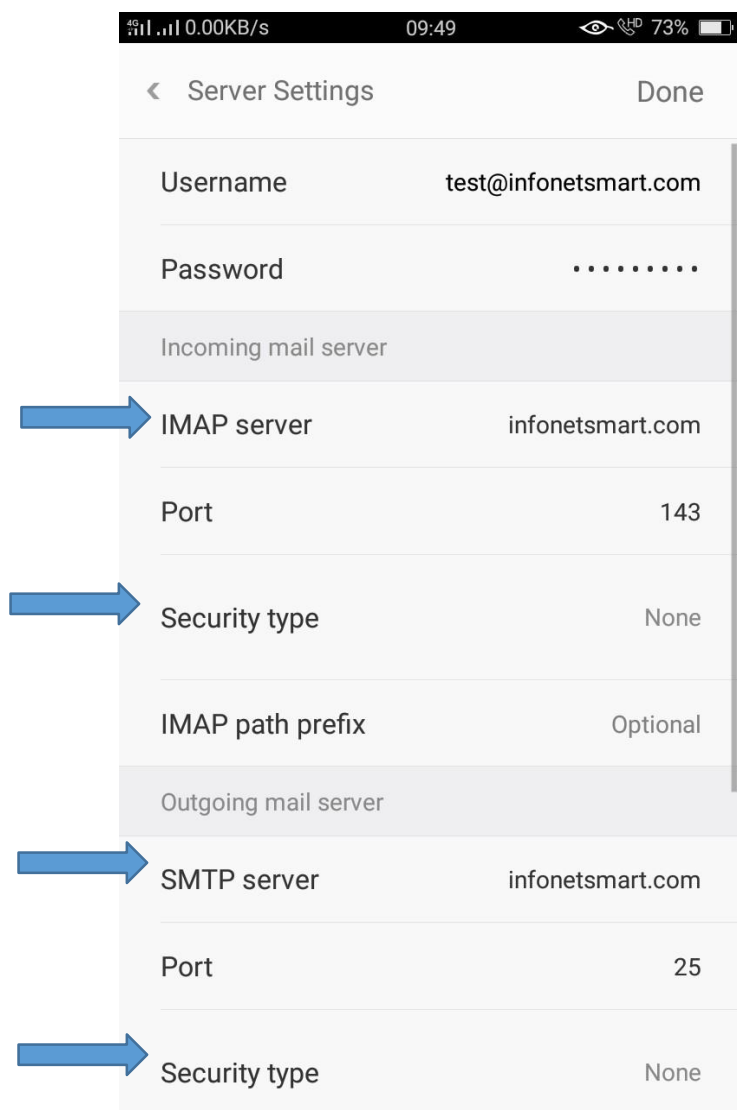 4G 0.00KB/s 09:49 HD 73%
Server Settings Done
Username test@infonetsmart.com
Password •••••••••
Incoming mail server
IMAP server infonetsmart.com
Port 143
Security type None
IMAP path prefix Optional
Outgoing mail server
SMTP server infonetsmart.com
Port 25
Security type None